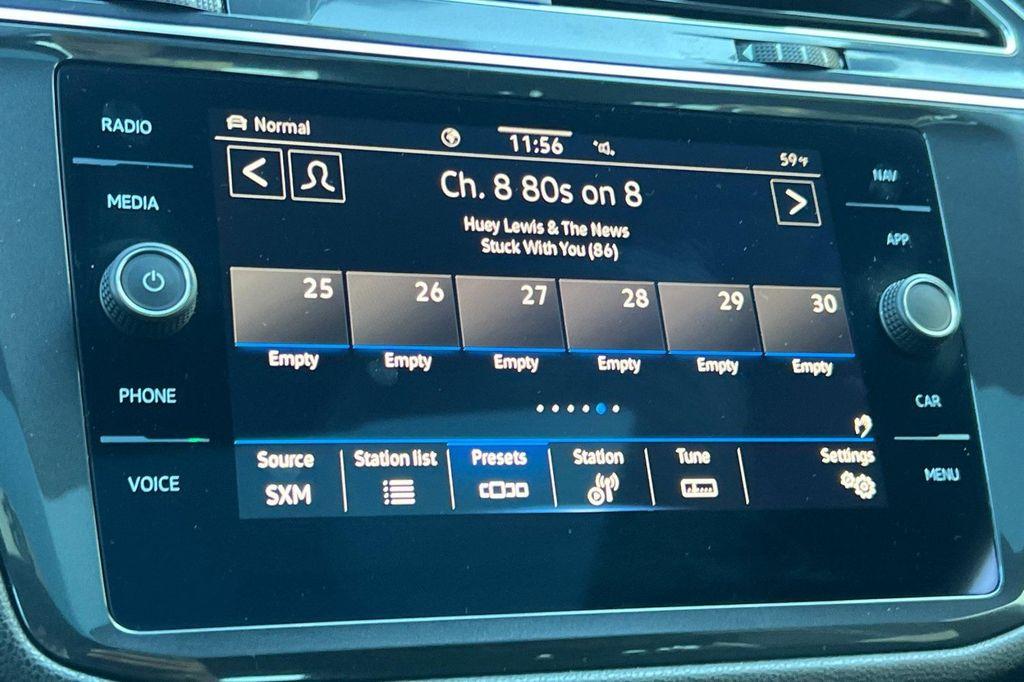 RADIO
MEDIA
PHONE
VOICE
Normal
11:56
59°F
Ch. 8 80s on 8
Huey Lewis & The News
Stuck With You (86)
25 26 27 28 29 30
Empty Empty Empty Empty Empty Empty
Source Station list Presets Station Tune Settings
SXM
NAV
APP
CAR
MENU